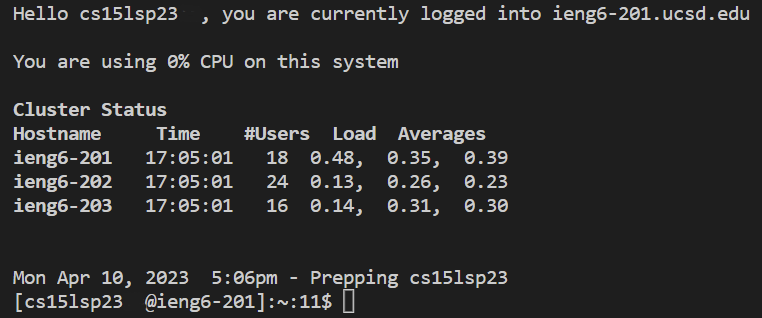 Hello cs15lsp23   , you are currently logged into ieng6-201.ucsd.edu
You are using 0% CPU on this system
Cluster Status
Hostname     Time    #Users  Load  Averages
ieng6-201   17:05:01   18  0.48,  0.35,  0.39
ieng6-202   17:05:01   24  0.13,  0.26,  0.23
ieng6-203   17:05:01   16  0.14,  0.31,  0.30
Mon Apr 10, 2023  5:06pm - Prepping cs15lsp23
[cs15lsp23  @ieng6-201]:~:11$